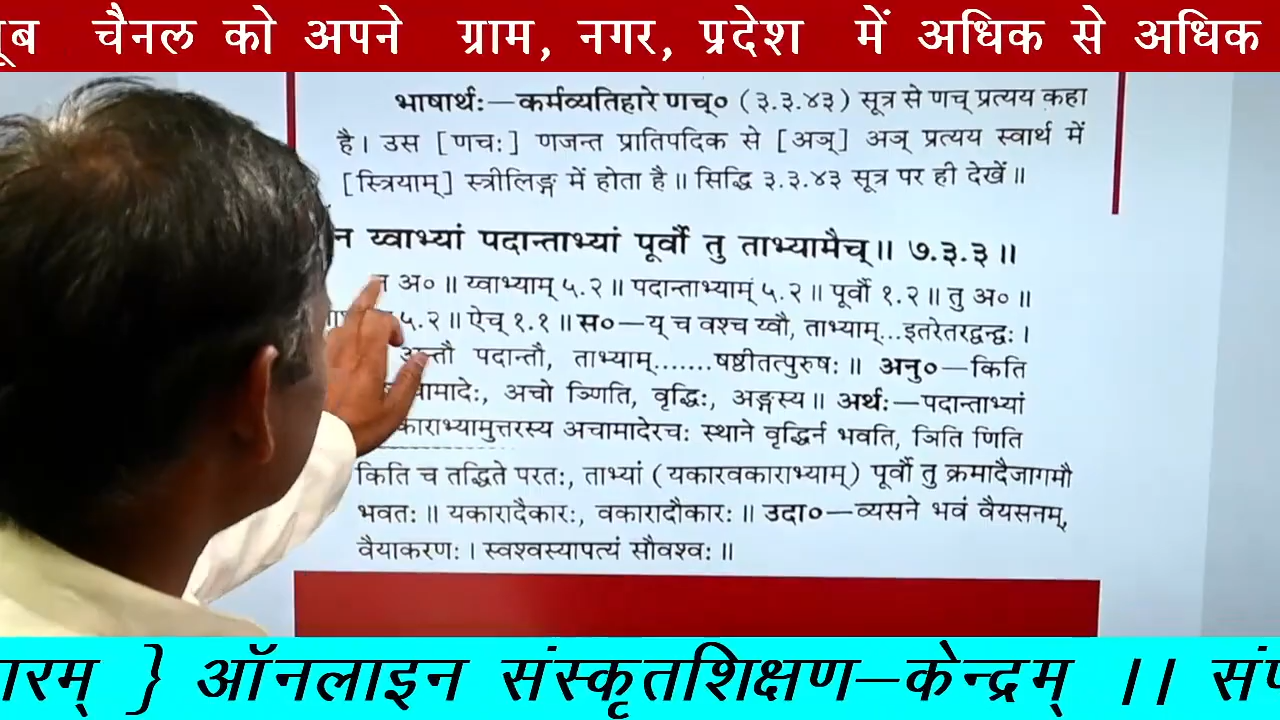 चैनल को अपने ग्राम, नगर, प्रदेश में अधिक से अधिक
भाषार्थः—कर्मव्यतिहारे णच्० (३.३.४३) सूत्र से णच् प्रत्यय कहा
है। उस [णचः] णजन्त प्रातिपदिक से [अञ्] अञ् प्रत्यय स्वार्थ में
[स्त्रियाम्] स्त्रीलिङ्ग में होता है॥ सिद्धि ३.३.४३ सूत्र पर ही देखें॥
न य्वाभ्यां पदान्ताभ्यां पूर्वौ तु ताभ्यामैच्॥ ७.३.३॥
अ०॥ य्वाभ्याम् ५.२॥ पदान्ताभ्याम् ५.२॥ पूर्वौ १.२॥ तु अ०॥
५.२॥ ऐच् १.१॥ स०—य् च वश्च य्वौ, ताभ्याम्...इतरेतरद्वन्द्वः।
अन्तौ पदान्तौ, ताभ्याम्.......षष्ठीतत्पुरुषः॥ अनु०—किति
अचो ञ्णिति, वृद्धिः, अङ्गस्य॥ अर्थः—पदान्ताभ्यां
अचामादेरचः स्थाने वृद्धिर्न भवति, ञिति णिति
किति च तद्धिते परतः, ताभ्यां (यकारवकाराभ्याम्) पूर्वौ तु क्रमादैजागमौ
भवतः॥ यकारादैकारः, वकारादौकारः॥ उदा०—व्यसने भवं वैयसनम्,
वैयाकरणः। स्वश्वस्यापत्यं सौवश्वः॥
} ऑनलाइन संस्कृतशिक्षण–केन्द्रम् ।।